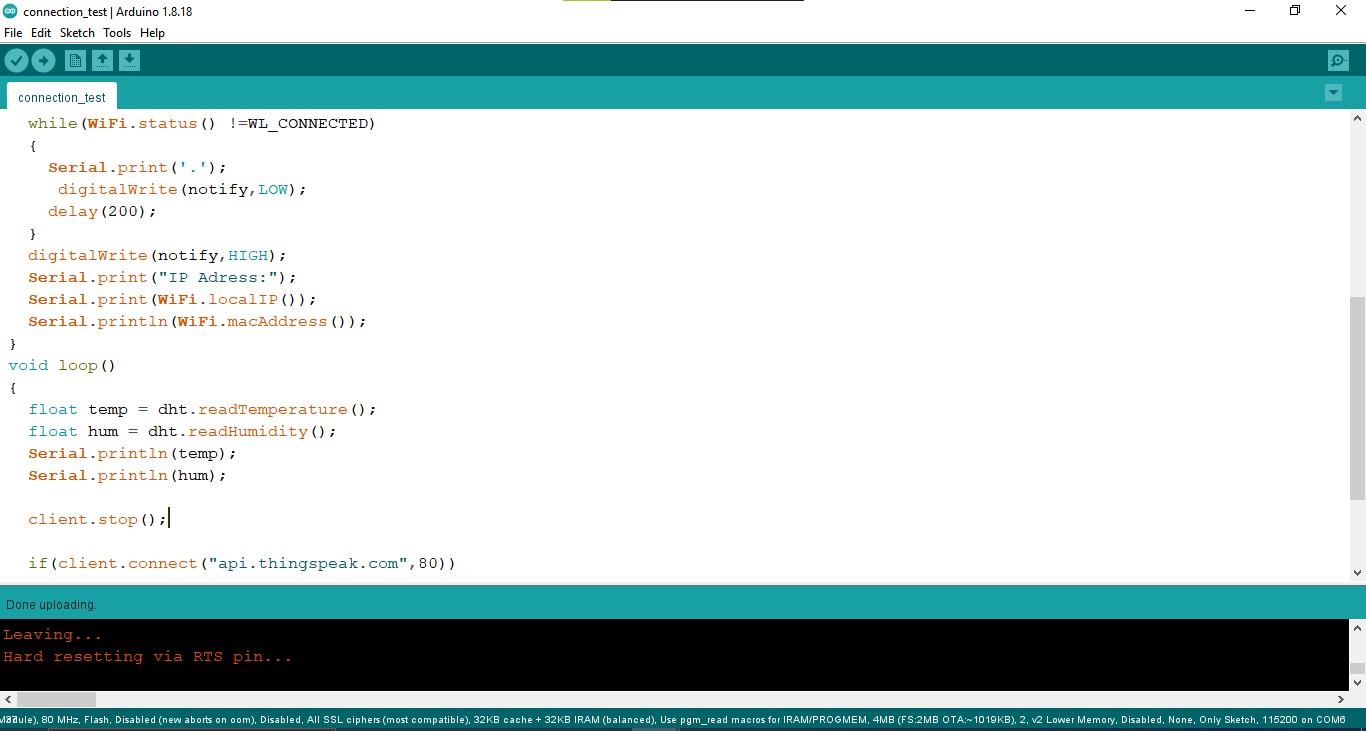 connection_test | Arduino 1.8.18
File Edit Sketch Tools Help
connection_test
while(WiFi.status() !=WL_CONNECTED)
{
Serial.print('.');
digitalWrite(notify,LOW);
delay(200);
}
digitalWrite(notify,HIGH);
Serial.print("IP Adress:");
Serial.print(WiFi.localIP());
Serial.println(WiFi.macAddress());
}
void loop()
{
float temp = dht.readTemperature();
float hum = dht.readHumidity();
Serial.println(temp);
Serial.println(hum);
client.stop();
if(client.connect("api.thingspeak.com",80))
Done uploading.
Leaving...
Hard resetting via RTS pin...
80 MHz, Flash, Disabled (new aborts on oom), Disabled, All SSL ciphers (most compatible), 32KB cache + 32KB IRAM (balanced), Use pgm_read macros for IRAM/PROGMEM, 4MB (FS:2MB OTA:~1019KB), 2, v2 Lower Memory, Disabled, None, Only Sketch, 115200 on COM6